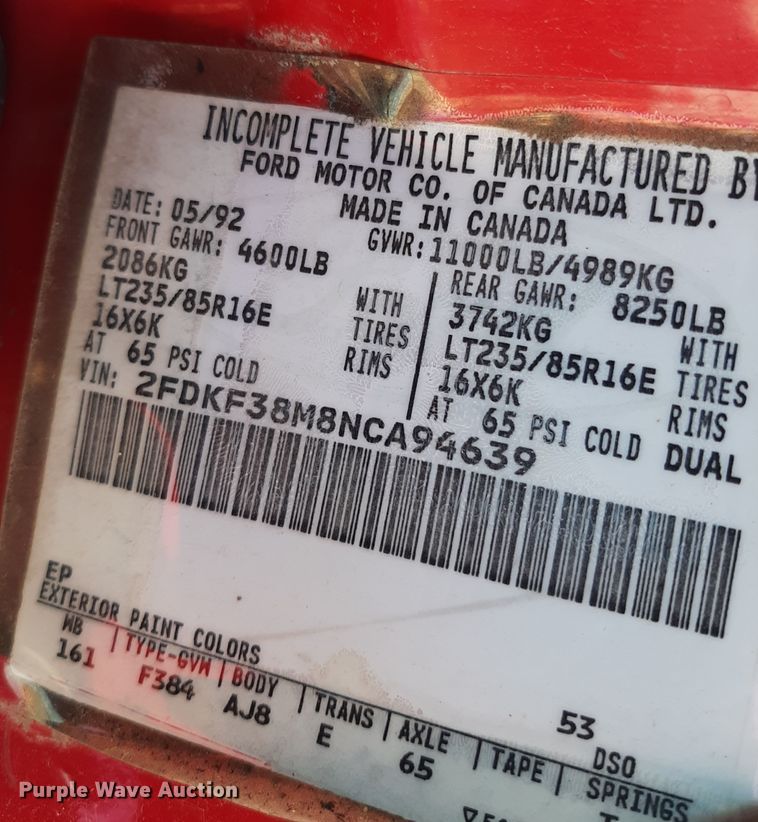 INCOMPLETE VEHICLE MANUFACTURED BY
FORD MOTOR CO. OF CANADA LTD.
MADE IN CANADA
DATE: 05/92
GVWR: 11000LB/4989KG
FRONT GAWR: 4600LB
2086KG WITH
LT235/85R16E TIRES
16X6K RIMS
AT 65 PSI COLD
REAR GAWR: 8250LB
3742KG WITH
LT235/85R16E TIRES
16X6K RIMS
AT 65 PSI COLD DUAL
VIN: 2FDKF38M8NCA94639
EP
EXTERIOR PAINT COLORS
53 DSO
WB | TYPE-GVW | BODY | TRANS | AXLE | TAPE | SPRINGS
161 F384 AJ8 E 65
Purple Wave Auction